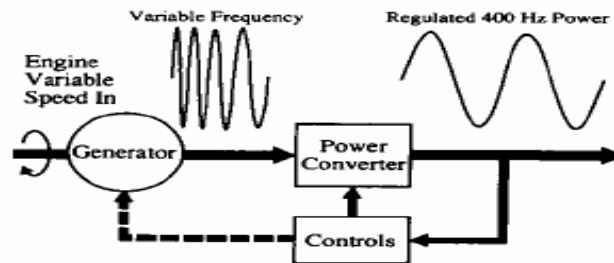 Variable Frequency
Regulated 400 Hz Power
Engine
Variable
Speed In
Generator
Power
Converter
Controls